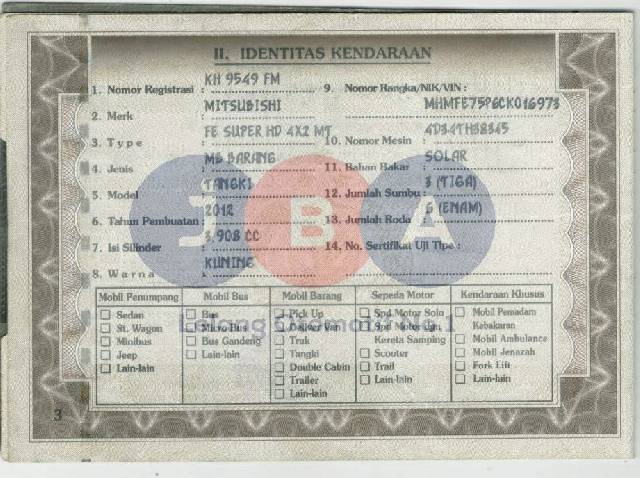 II. IDENTITAS KENDARAAN
1. Nomor Registrasi : KH 9549 FM
2. Merk : MITSUBISHI
3. Type : FE SUPER HD 4X2 MT
4. Jenis : MB BARANG
5. Model : TANGKI
6. Tahun Pembuatan : 2012
7. Isi Silinder : 3,908 CC
8. Warna : KUNING
9. Nomor Rangka/NIK/VIN :
: MHMFE75P6CK016973
10. Nomor Mesin : 4D34TH38345
11. Bahan Bakar : SOLAR
12. Jumlah Sumbu : 3 (TIGA)
13. Jumlah Roda : 6 (ENAM)
14. No. Sertifikat Uji Tipe :
JBA
Mobil Penumpang
Sedan
St. Wagon
Minibus
Jeep
Lain-lain
Mobil Bus
Bus
Micro Bus
Bus Gandeng
Lain-lain
Mobil Barang
Pick Up
Deliver Van
Truk
Tangki
Double Cabin
Trailer
Lain-lain
Sepeda Motor
Spd Motor Solo
Spd Motor dgn
Kereta Samping
Scooter
Trail
Lain-lain
Kendaraan Khusus
Mobil Pemadam
Kebakaran
Mobil Ambulance
Mobil Jenazah
Fork Lift
Lain-lain
3